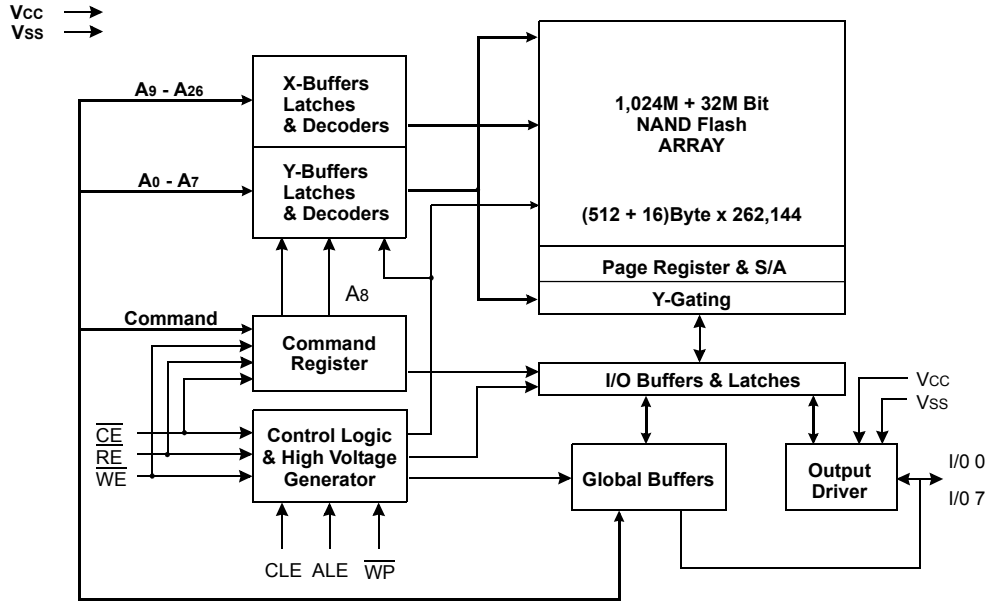 VCC
VSS
A9 - A26
X-Buffers
Latches
& Decoders
A0 - A7
Y-Buffers
Latches
& Decoders
1,024M + 32M Bit
NAND Flash
ARRAY
(512 + 16)Byte x 262,144
Page Register & S/A
Y-Gating
A8
Command
Command
Register
I/O Buffers & Latches
VCC
VSS
CE
RE
WE
Control Logic
& High Voltage
Generator
Global Buffers
Output
Driver
I/0 0
I/0 7
CLE ALE WP